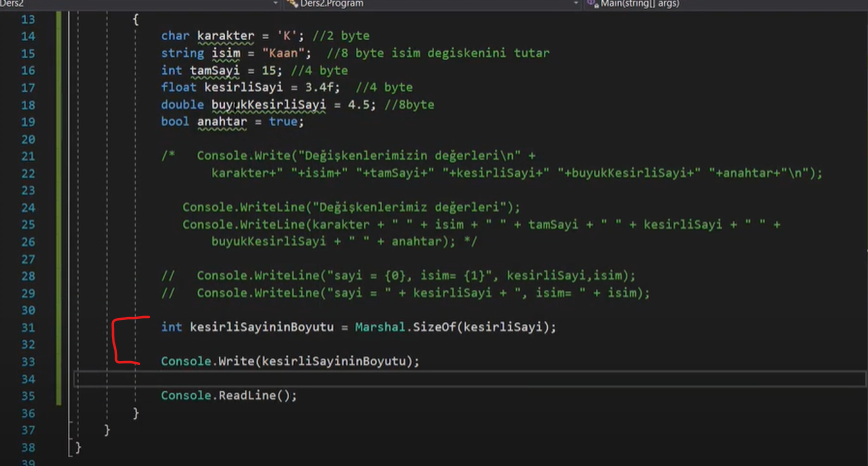 Ders2
Ders2.Program
Main(string[] args)
13 {
14 char karakter = 'K'; //2 byte
15 string isim = "Kaan"; //8 byte isim degiskenini tutar
16 int tamSayi = 15; //4 byte
17 float kesirliSayi = 3.4f; //4 byte
18 double buyukKesirliSayi = 4.5; //8byte
19 bool anahtar = true;
20
21 /* Console.Write("Değişkenlerimizin değerleri\n" +
22 karakter+" "+isim+" "+tamSayi+" "+kesirliSayi+" "+buyukKesirliSayi+" "+anahtar+"\n");
23
24 Console.WriteLine("Değişkenlerimiz değerleri");
25 Console.WriteLine(karakter + " " + isim + " " + tamSayi + " " + kesirliSayi + " " +
26 buyukKesirliSayi + " " + anahtar); */
27
28 // Console.WriteLine("sayi = {0}, isim= {1}", kesirliSayi,isim);
29 // Console.WriteLine("sayi = " + kesirliSayi + ", isim= " + isim);
30
31 int kesirliSayininBoyutu = Marshal.SizeOf(kesirliSayi);
32
33 Console.Write(kesirliSayininBoyutu);
34
35 Console.ReadLine();
36 }
37 }
38 }
39